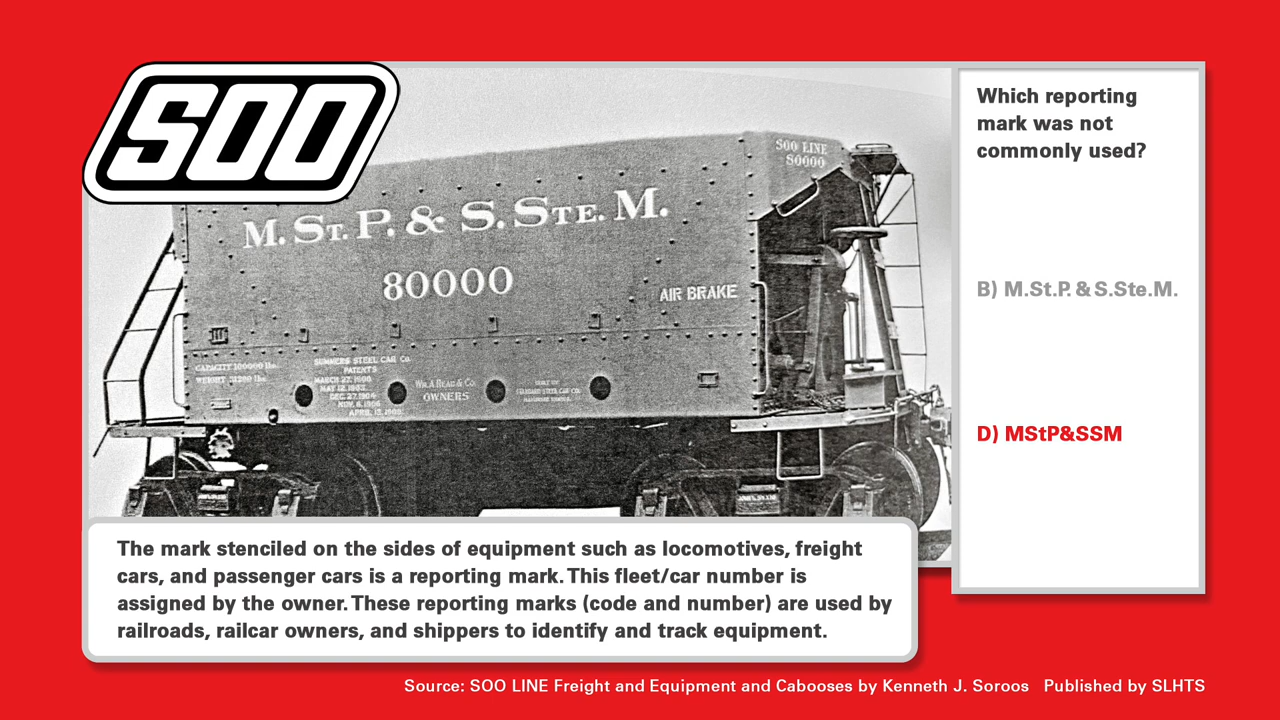 SOO
SOO LINE
80000
M.ST.P.& S.STE.M.
80000
AIR BRAKE
CAPACITY 100000 lbs.
WEIGHT
SUMMERS STEEL CAR Co.
PATENTS
MARCH 27,
MAY 12,
DEC. 27,
NOV. 6, 1906
APRIL 13,
Wm.A Read & Co.
OWNERS
Which reporting
mark was not
commonly used?
B) M.St.P. & S.Ste.M.
D) MStP&SSM
The mark stenciled on the sides of equipment such as locomotives, freight
cars, and passenger cars is a reporting mark. This fleet/car number is
assigned by the owner. These reporting marks (code and number) are used by
railroads, railcar owners, and shippers to identify and track equipment.
Source: SOO LINE Freight and Equipment and Cabooses by Kenneth J. Soroos Published by SLHTS